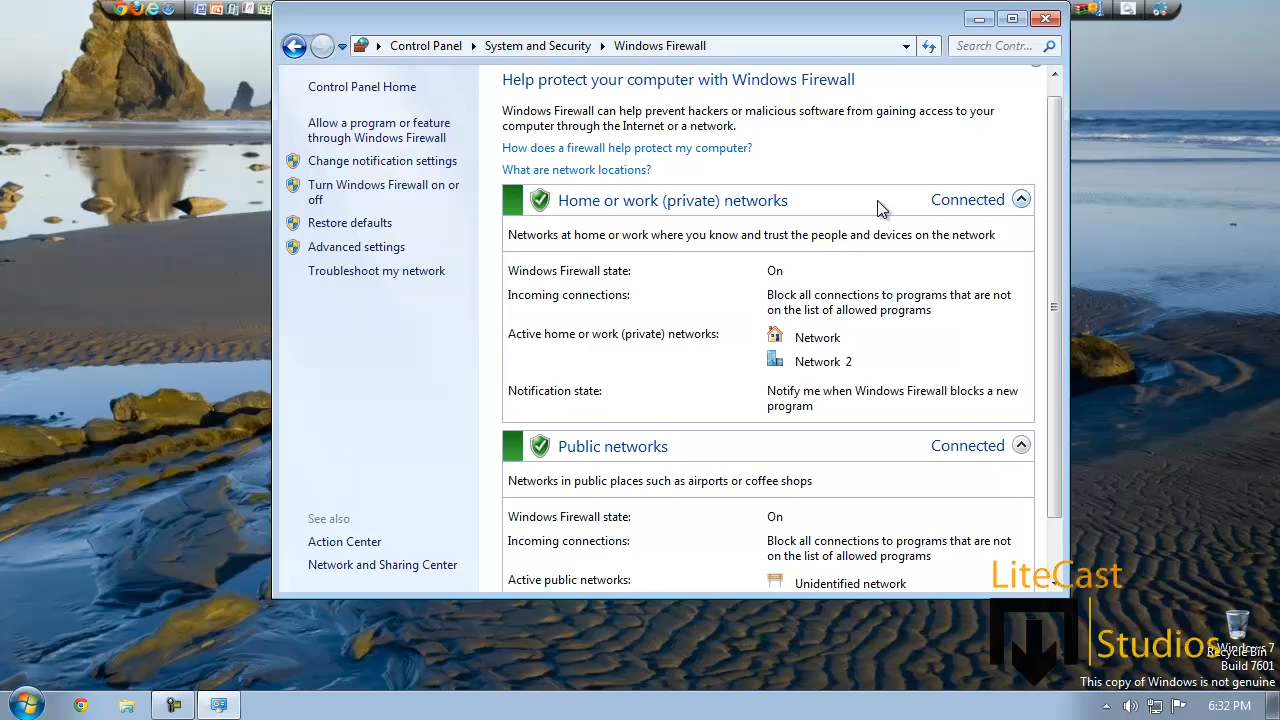 Control Panel
System and Security
Windows Firewall
Search Contr...
Control Panel Home
Allow a program or feature
through Windows Firewall
Change notification settings
Turn Windows Firewall on or
off
Restore defaults
Advanced settings
Troubleshoot my network
See also
Action Center
Network and Sharing Center
Help protect your computer with Windows Firewall
Windows Firewall can help prevent hackers or malicious software from gaining access to your
computer through the Internet or a network.
How does a firewall help protect my computer?
What are network locations?
Home or work (private) networks Connected
Networks at home or work where you know and trust the people and devices on the network
Windows Firewall state: On
Incoming connections: Block all connections to programs that are not
on the list of allowed programs
Active home or work (private) networks: Network
Network 2
Notification state: Notify me when Windows Firewall blocks a new
program
Public networks Connected
Networks in public places such as airports or coffee shops
Windows Firewall state: On
Incoming connections: Block all connections to programs that are not
on the list of allowed programs
Active public networks: Unidentified network
LiteCast
Studios
Recycle Bin
Build 7601
This copy of Windows is not genuine
6:32 PM